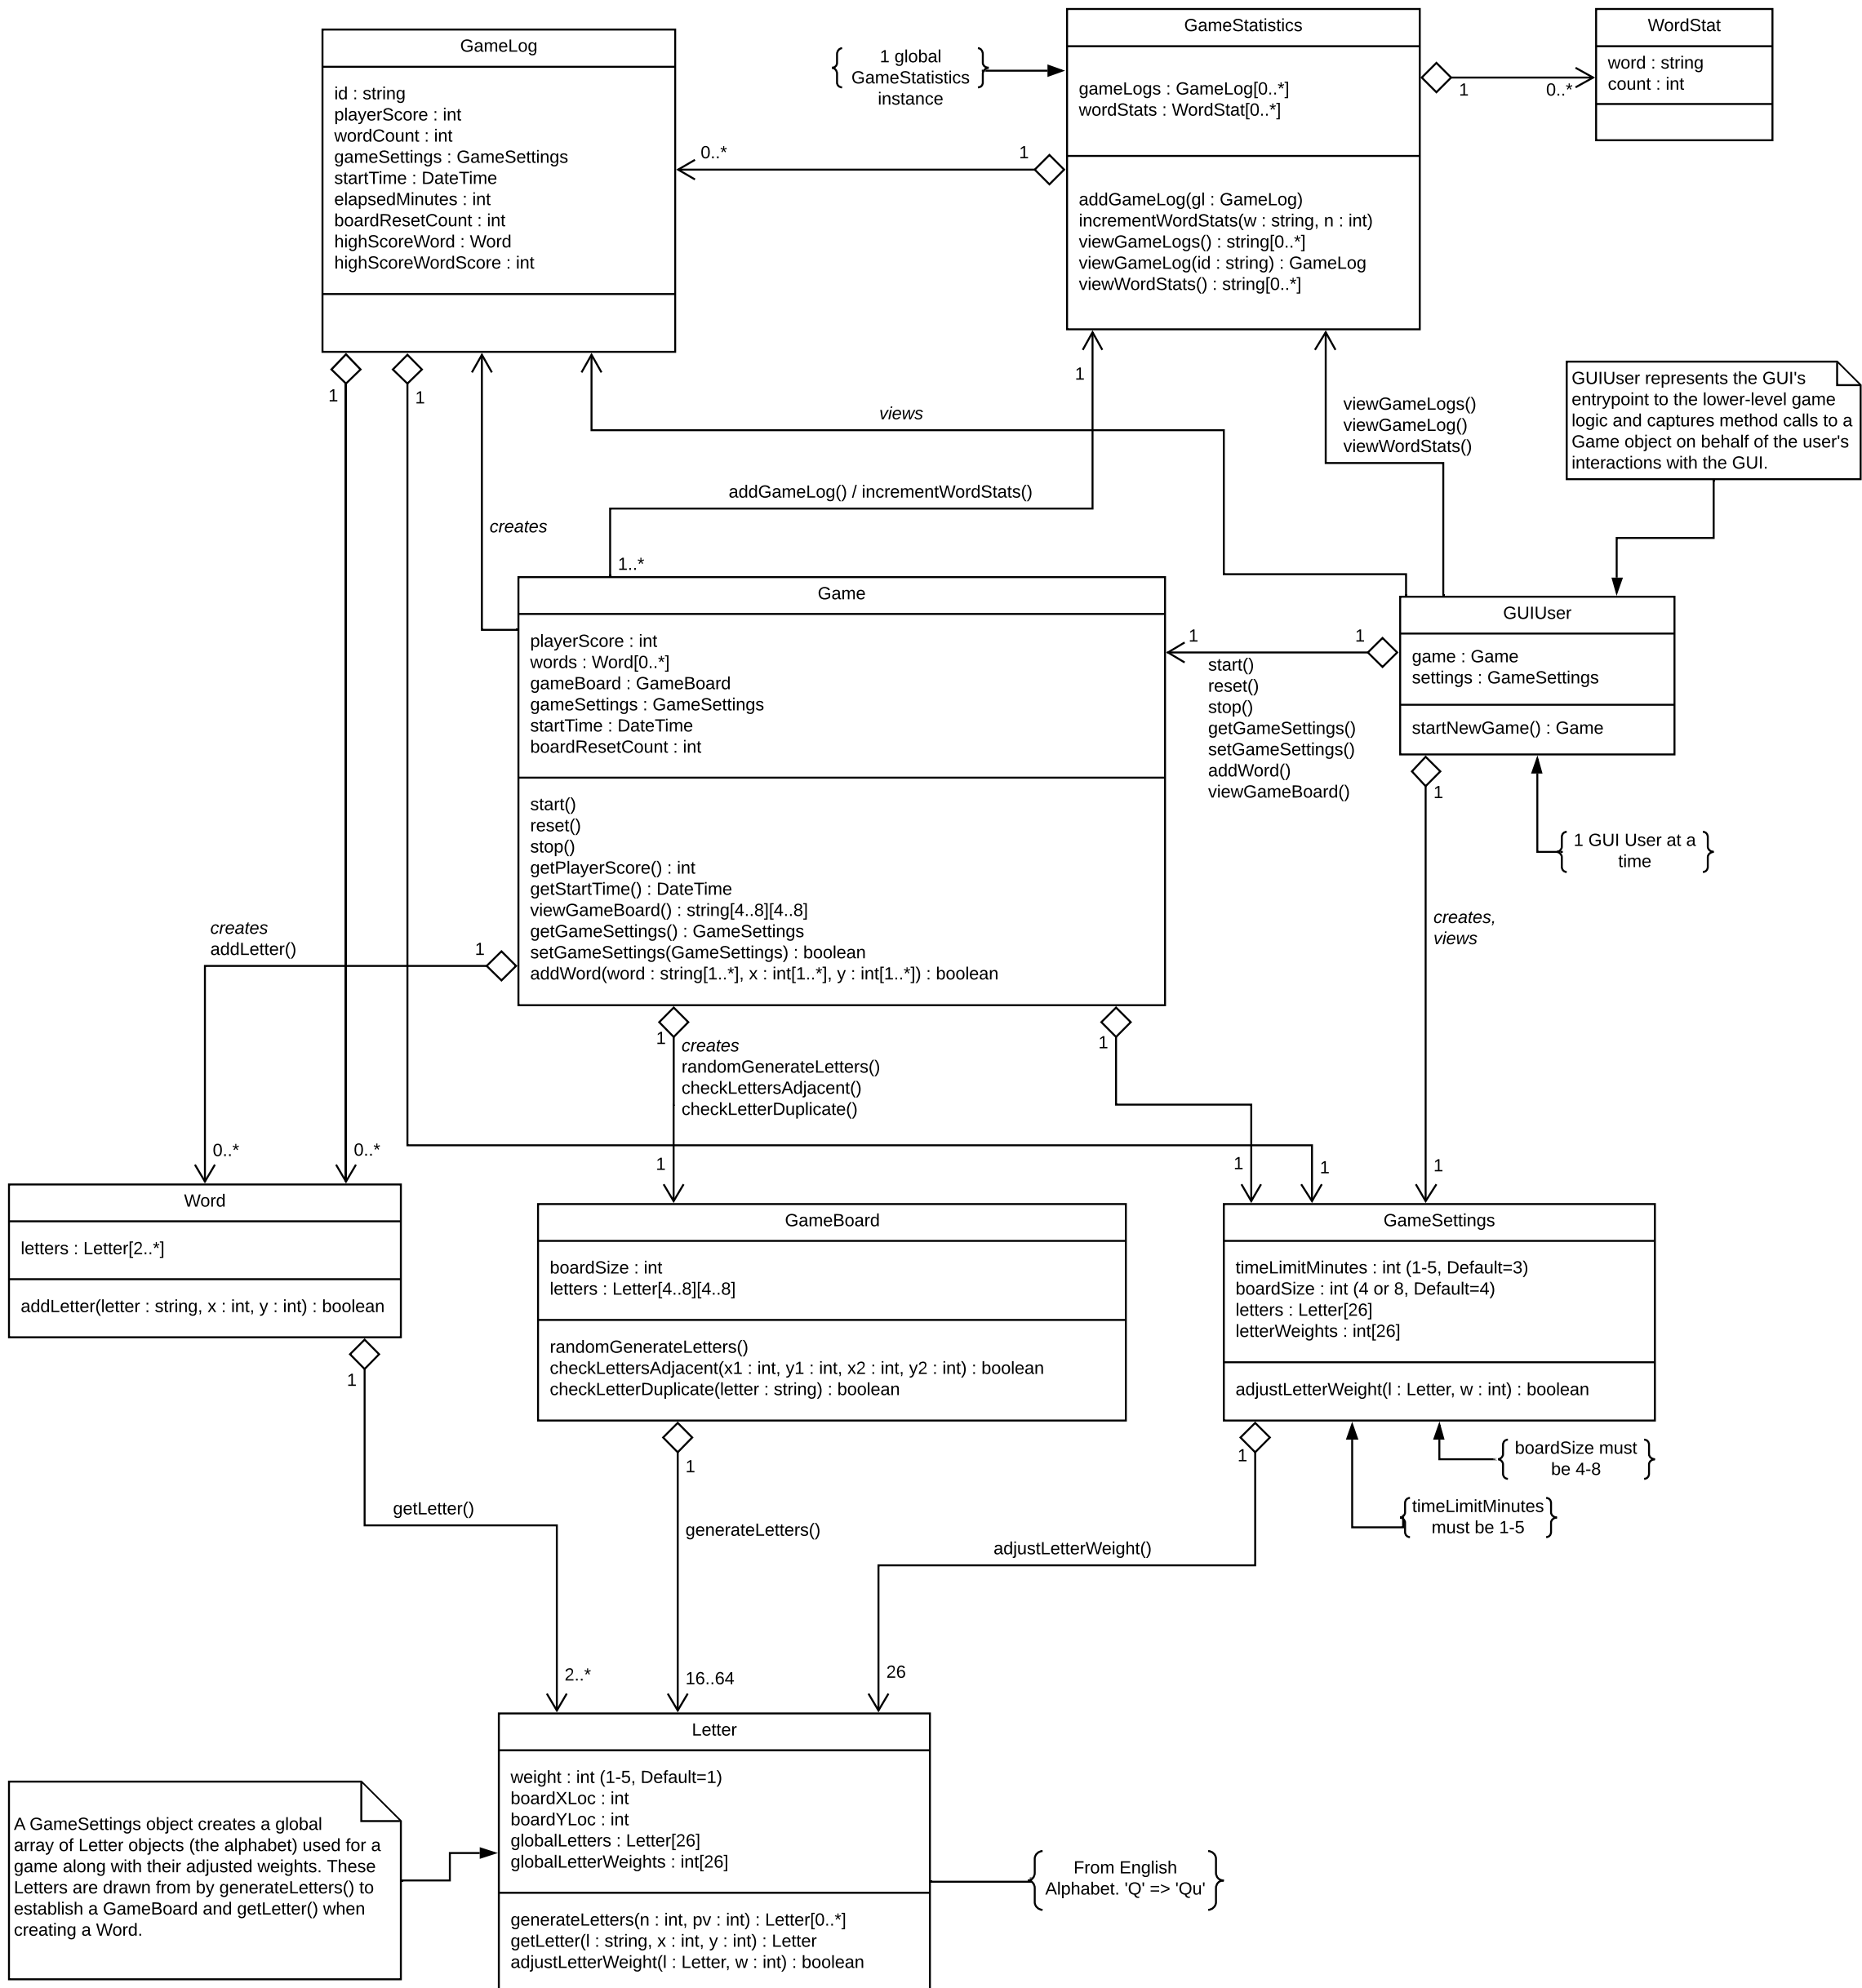 GameLog
id : string
playerScore : int
wordCount : int
gameSettings : GameSettings
startTime : DateTime
elapsedMinutes : int
boardResetCount : int
highScoreWord : Word
highScoreWordScore : int
1 global
GameStatistics
instance
GameStatistics
gameLogs : GameLog[0..*]
wordStats : WordStat[0..*]
addGameLog(gl : GameLog)
incrementWordStats(w : string, n : int)
viewGameLogs() : string[0..*]
viewGameLog(id : string) : GameLog
viewWordStats() : string[0..*]
WordStat
word : string
count : int
1
0..*
0..*
1
1
1
1
views
viewGameLogs()
viewGameLog()
viewWordStats()
GUIUser represents the GUI's
entrypoint to the lower-level game
logic and captures method calls to a
Game object on behalf of the user's
interactions with the GUI.
addGameLog() / incrementWordStats()
creates
1..*
Game
playerScore : int
words : Word[0..*]
gameBoard : GameBoard
gameSettings : GameSettings
startTime : DateTime
boardResetCount : int
start()
reset()
stop()
getPlayerScore() : int
getStartTime() : DateTime
viewGameBoard() : string[4..8][4..8]
getGameSettings() : GameSettings
setGameSettings(GameSettings) : boolean
addWord(word : string[1..*], x : int[1..*], y : int[1..*]) : boolean
1
1
start()
reset()
stop()
getGameSettings()
setGameSettings()
addWord()
viewGameBoard()
GUIUser
game : Game
settings : GameSettings
startNewGame() : Game
1
1 GUI User at a
time
creates,
views
creates
addLetter()
1
1
creates
randomGenerateLetters()
checkLettersAdjacent()
checkLetterDuplicate()
1
0..*
0..*
1
1
1
1
Word
letters : Letter[2..*]
addLetter(letter : string, x : int, y : int) : boolean
GameBoard
boardSize : int
letters : Letter[4..8][4..8]
randomGenerateLetters()
checkLettersAdjacent(x1 : int, y1 : int, x2 : int, y2 : int) : boolean
checkLetterDuplicate(letter : string) : boolean
GameSettings
timeLimitMinutes : int (1-5, Default=3)
boardSize : int (4 or 8, Default=4)
letters : Letter[26]
letterWeights : int[26]
adjustLetterWeight(l : Letter, w : int) : boolean
1
1
1
boardSize must
be 4-8
timeLimitMinutes
must be 1-5
getLetter()
generateLetters()
adjustLetterWeight()
2..*
16..64
26
Letter
weight : int (1-5, Default=1)
boardXLoc : int
boardYLoc : int
globalLetters : Letter[26]
globalLetterWeights : int[26]
generateLetters(n : int, pv : int) : Letter[0..*]
getLetter(l : string, x : int, y : int) : Letter
adjustLetterWeight(l : Letter, w : int) : boolean
A GameSettings object creates a global
array of Letter objects (the alphabet) used for a
game along with their adjusted weights. These
Letters are drawn from by generateLetters() to
establish a GameBoard and getLetter() when
creating a Word.
From English
Alphabet. 'Q' => 'Qu'